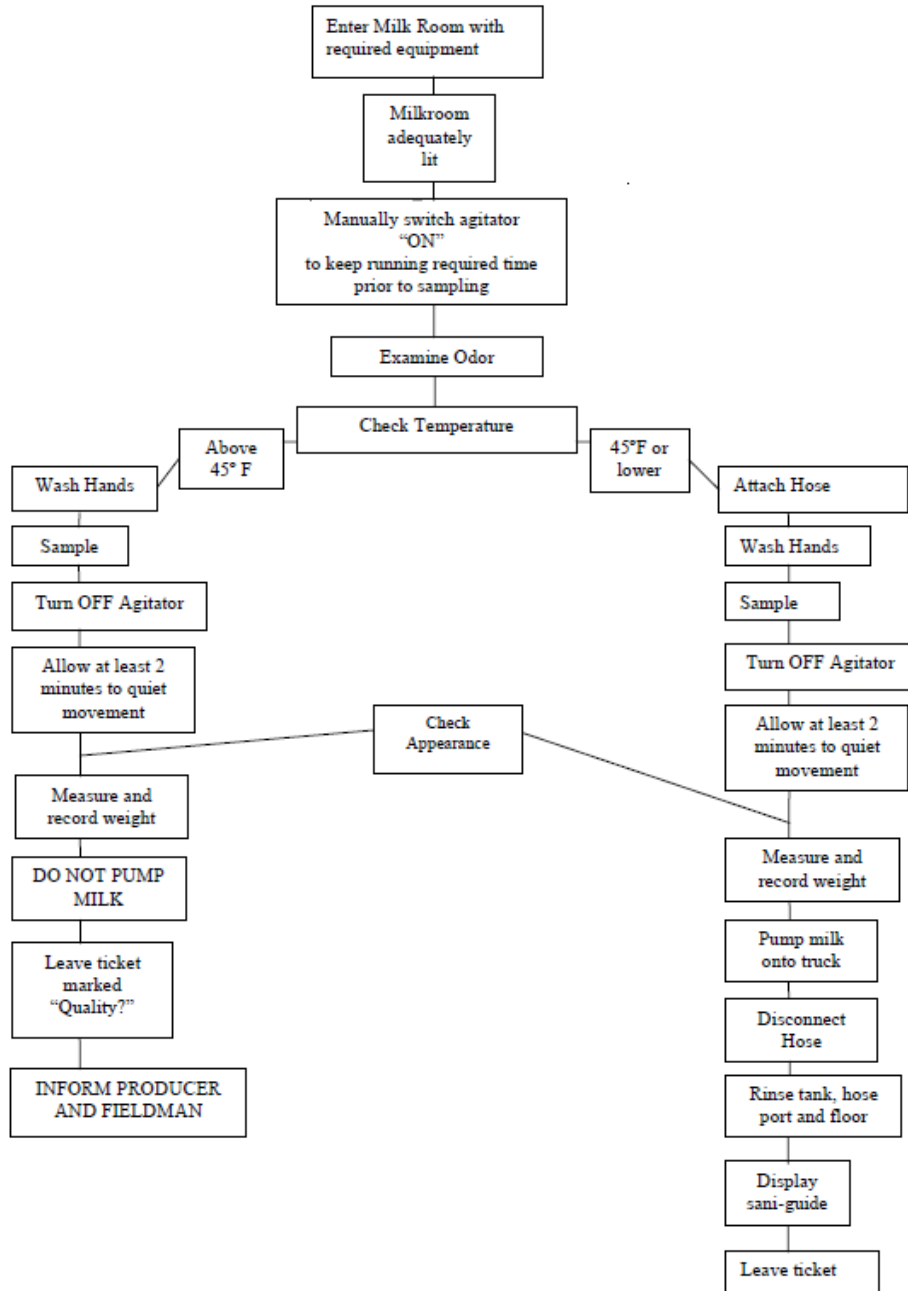 Enter Milk Room with
required equipment
Milkroom
adequately
lit
Manually switch agitator
“ON”
to keep running required time
prior to sampling
Examine Odor
Check Temperature
Above
45° F
45°F or
lower
Wash Hands
Sample
Turn OFF Agitator
Allow at least 2
minutes to quiet
movement
Check
Appearance
Measure and
record weight
DO NOT PUMP
MILK
Leave ticket
marked
“Quality?”
INFORM PRODUCER
AND FIELDMAN
Attach Hose
Wash Hands
Sample
Turn OFF Agitator
Allow at least 2
minutes to quiet
movement
Measure and
record weight
Pump milk
onto truck
Disconnect
Hose
Rinse tank, hose
port and floor
Display
sani-guide
Leave ticket